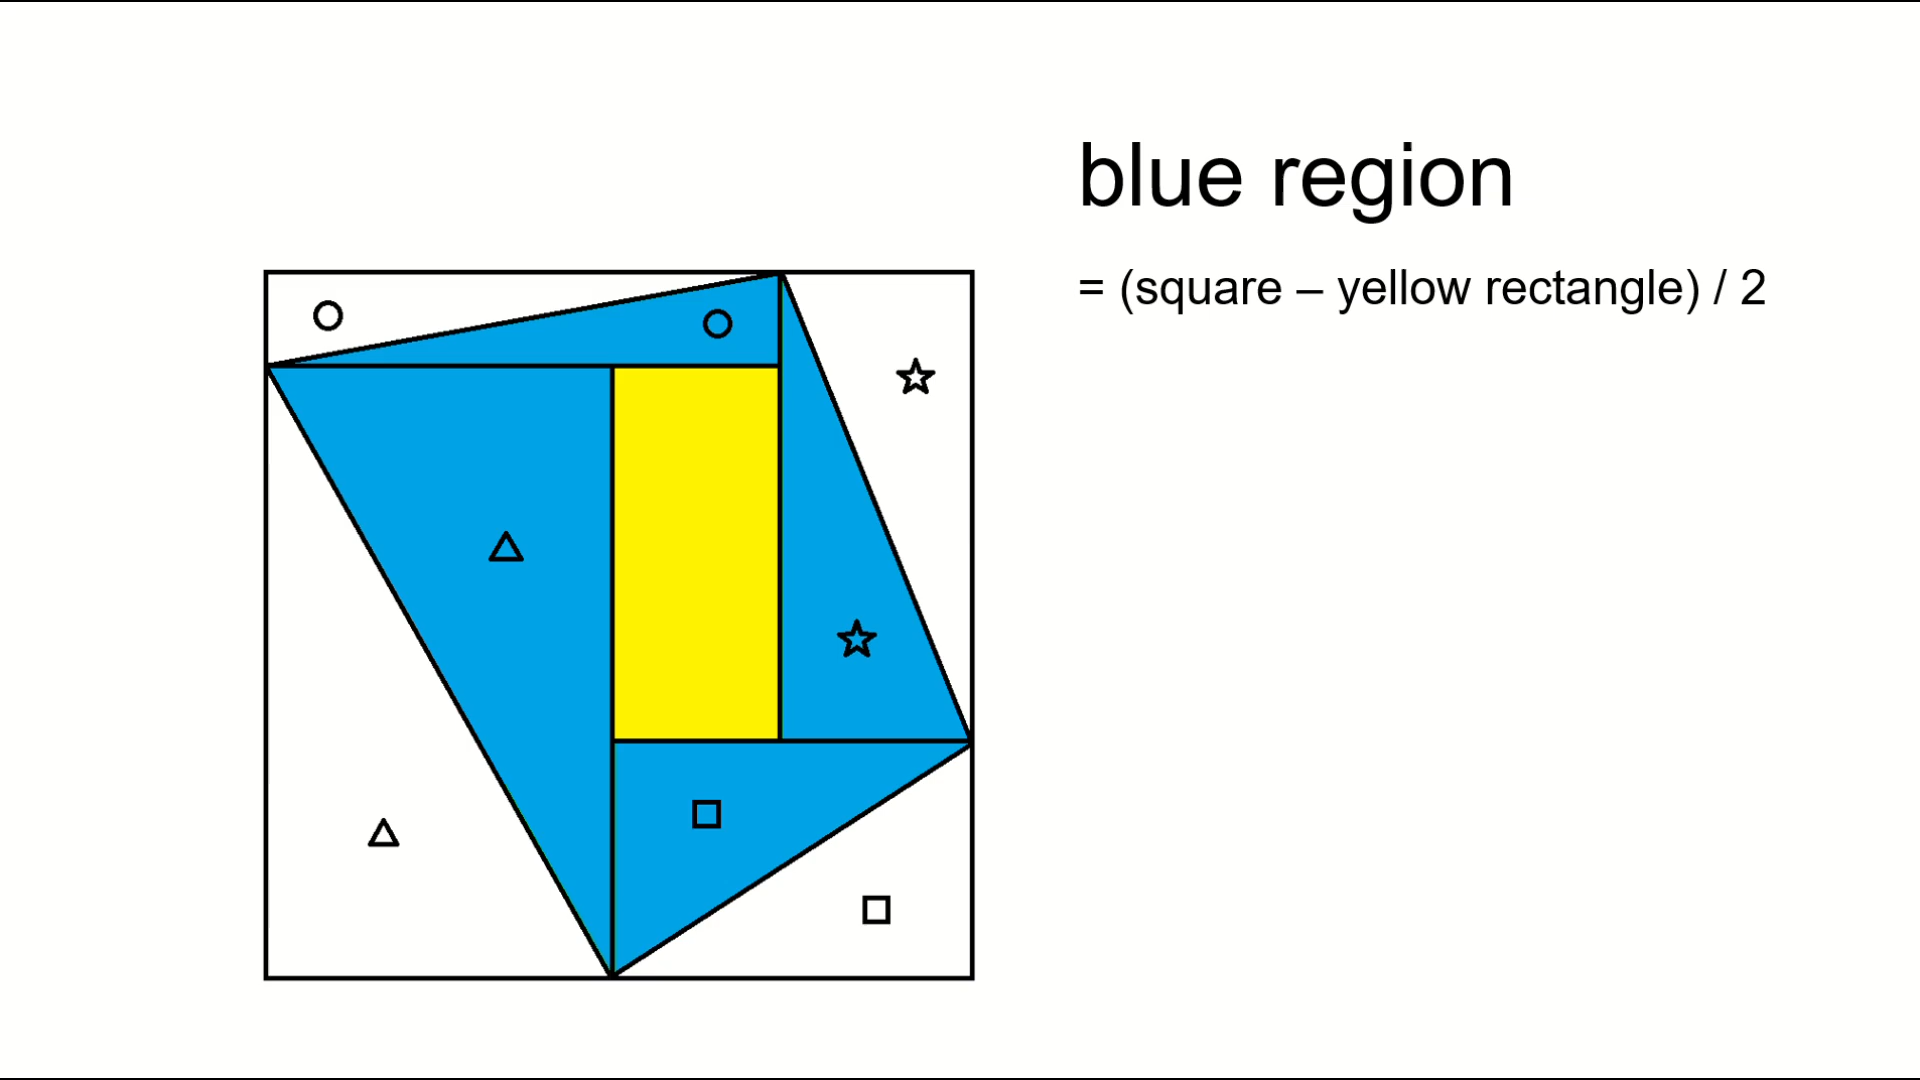 blue region
= (square – yellow rectangle) / 2